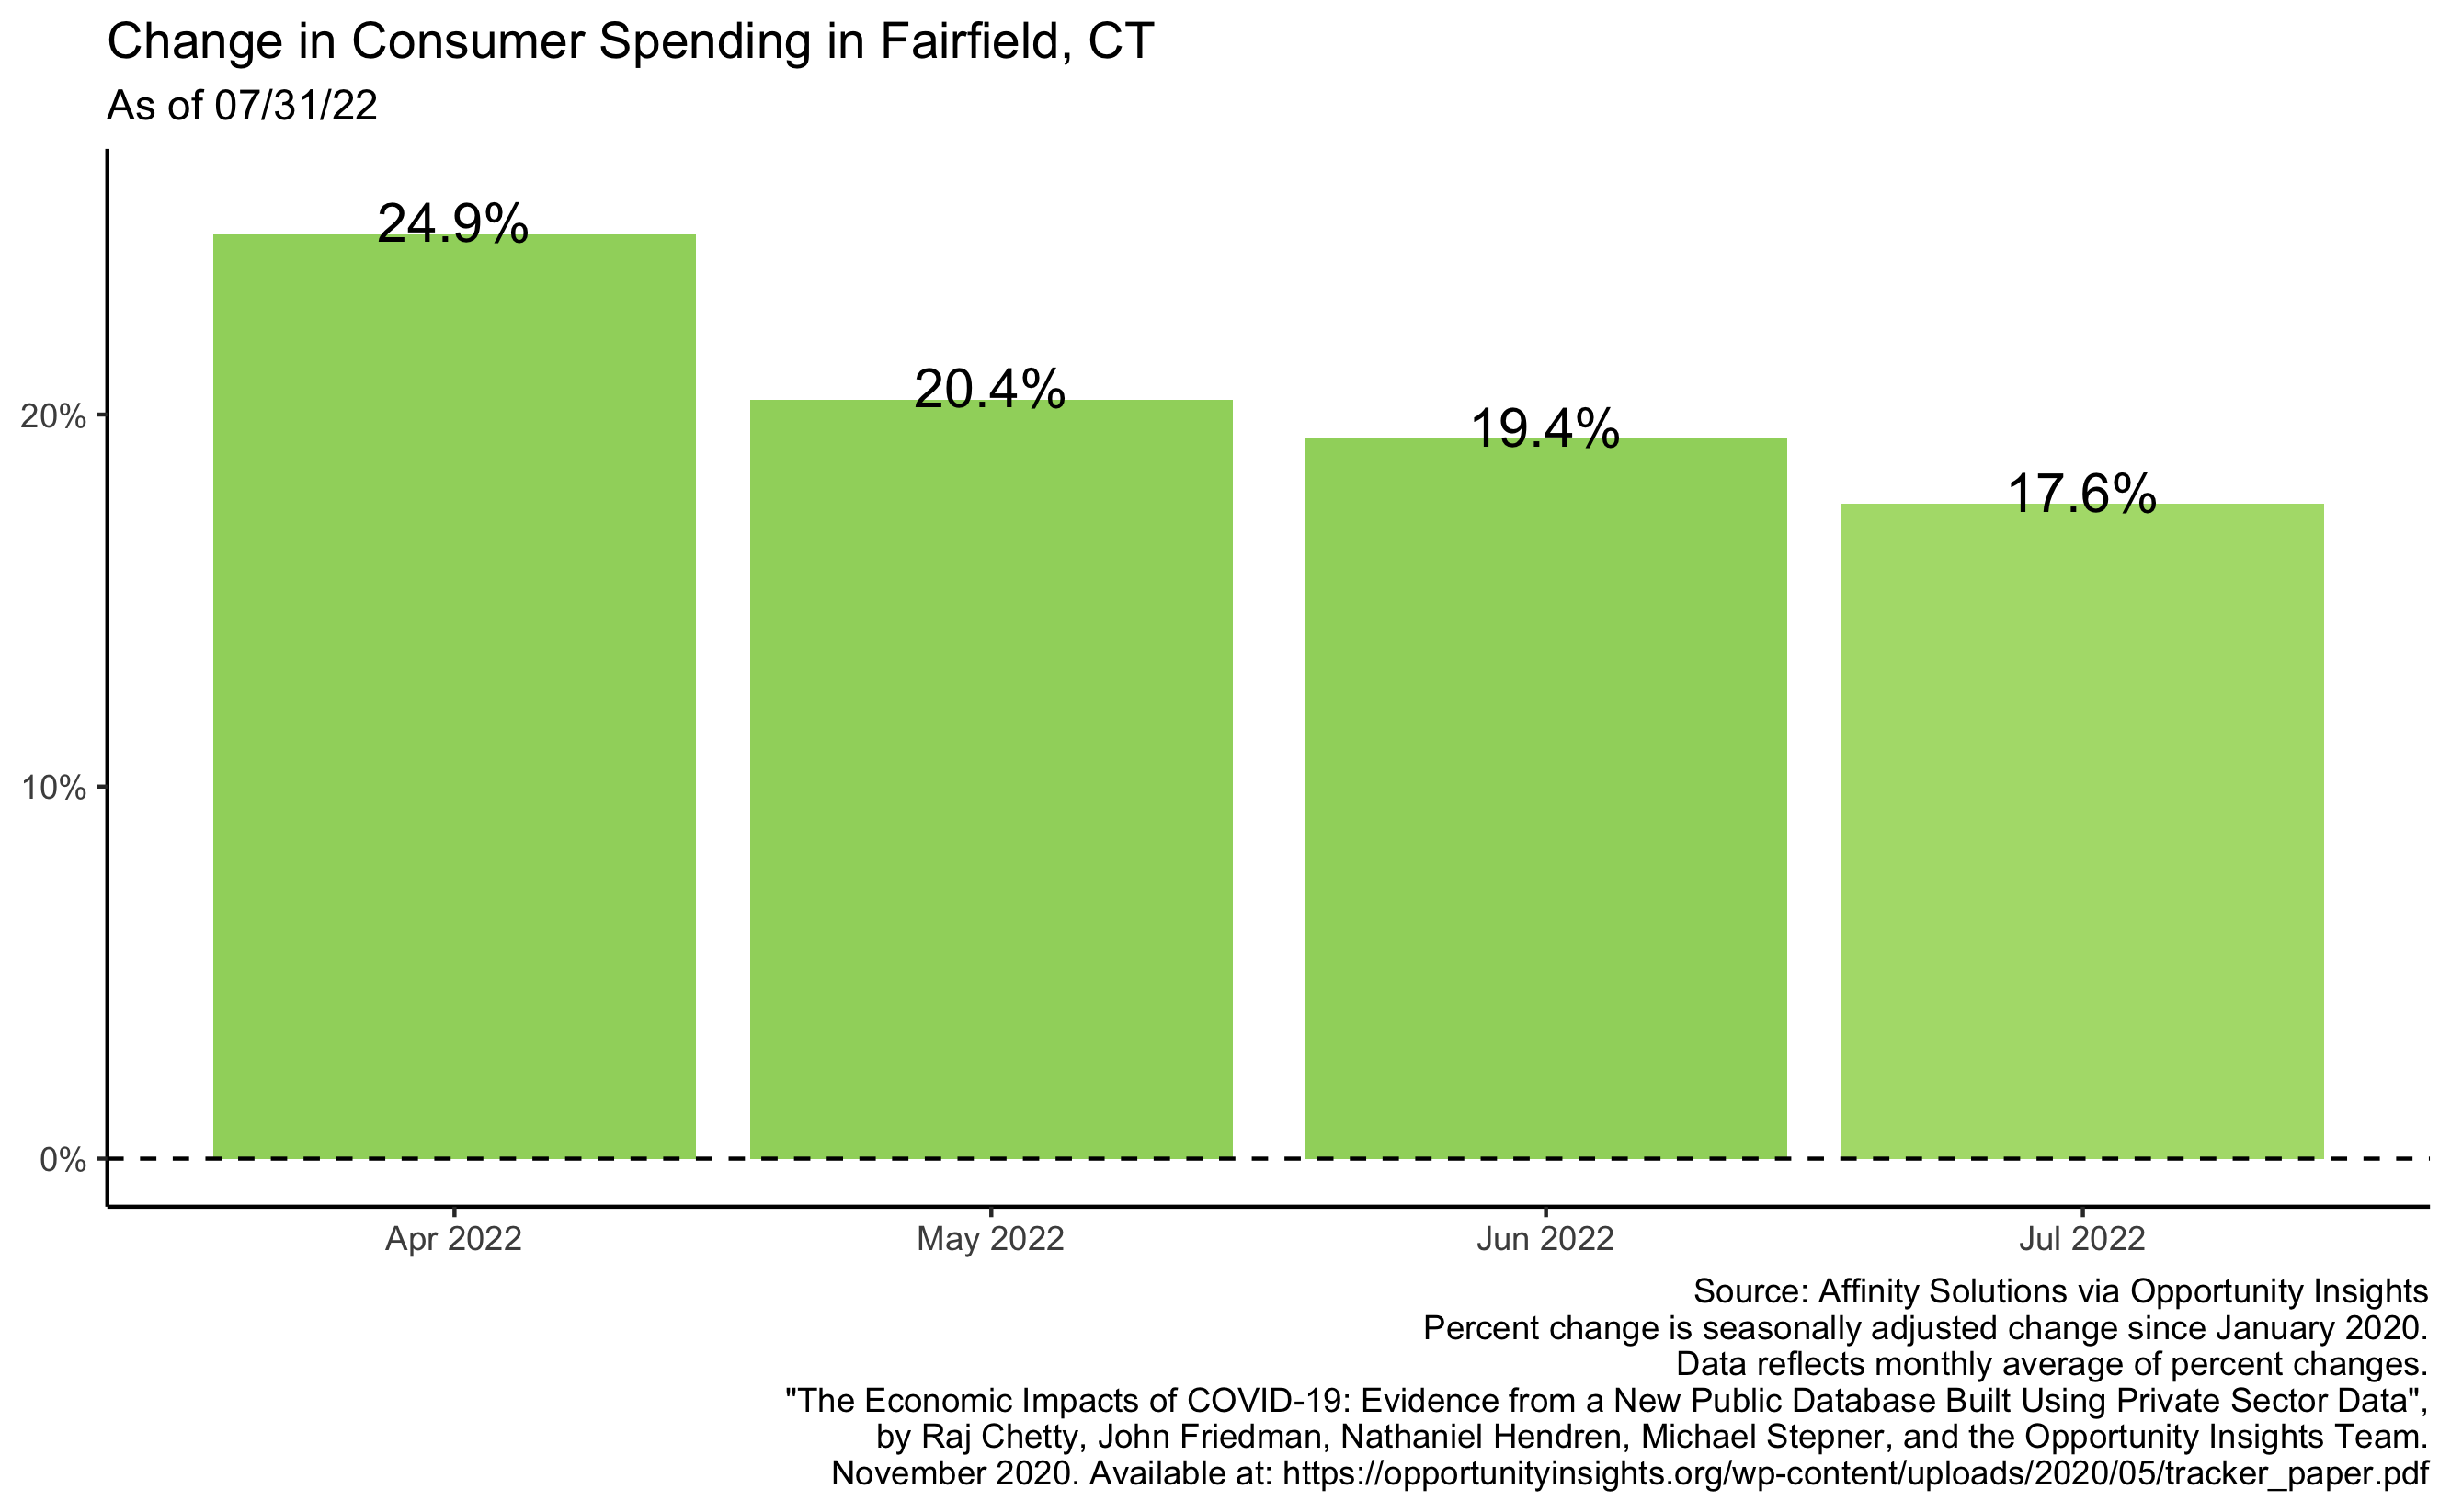 Change in Consumer Spending in Fairfield, CT
As of 07/31/22
24.9%
20.4%
19.4%
17.6%
20%
10%
0%
Apr 2022
May 2022
Jun 2022
Jul 2022
Source: Affinity Solutions via Opportunity Insights
Percent change is seasonally adjusted change since January 2020.
Data reflects monthly average of percent changes.
"The Economic Impacts of COVID-19: Evidence from a New Public Database Built Using Private Sector Data",
by Raj Chetty, John Friedman, Nathaniel Hendren, Michael Stepner, and the Opportunity Insights Team.
November 2020. Available at: https://opportunityinsights.org/wp-content/uploads/2020/05/tracker_paper.pdf